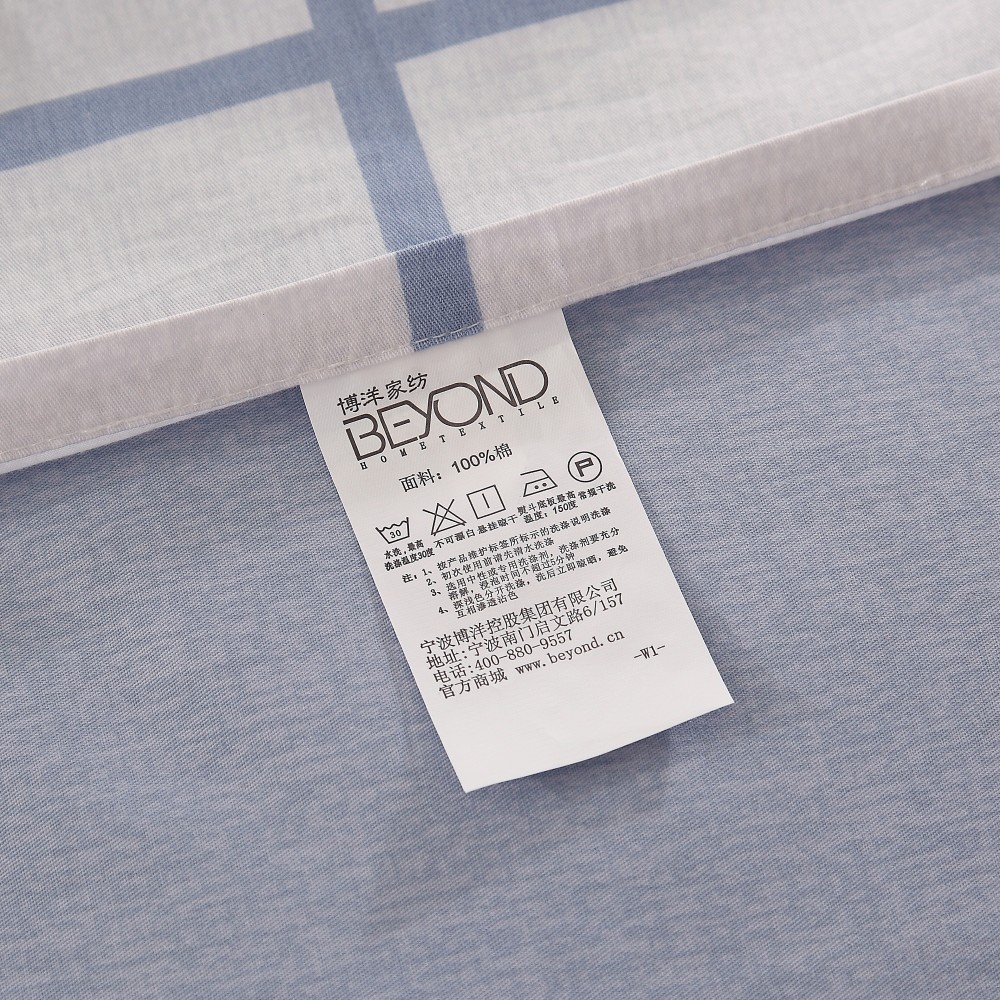 博洋家纺
BEYOND
HOMETEXTILE
面料：100%棉
30
P
水洗，最高 不可漂白 悬挂晾干 熨斗底板最高 常规干洗
洗涤温度30度 温度：150度
注：1、按产品维护标签所标示的洗涤说明洗涤
2、初次使用前请先清水洗涤
3、选用中性或专用洗涤剂，洗涤剂要充分
溶解，浸泡时间不超过5分钟
4、深浅色分开洗涤，洗后立即晾晒，避免
互相渗透沾色
宁波博洋控股集团有限公司
地址:宁波南门启文路6/157
电话:400-880-9557
官方商城 www.beyond.cn
-W1-